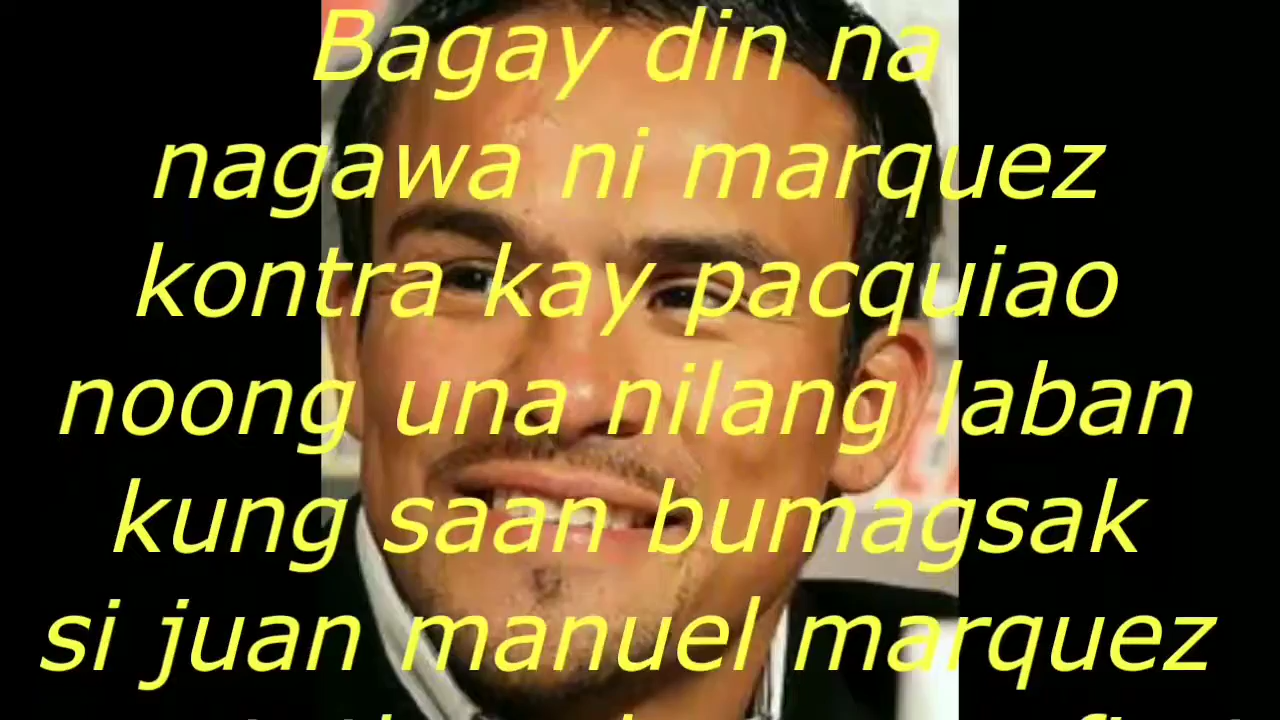 Bagay din na
nagawa ni marquez
kontra kay pacquiao
noong una nilang laban
kung saan bumagsak
si juan manuel marquez